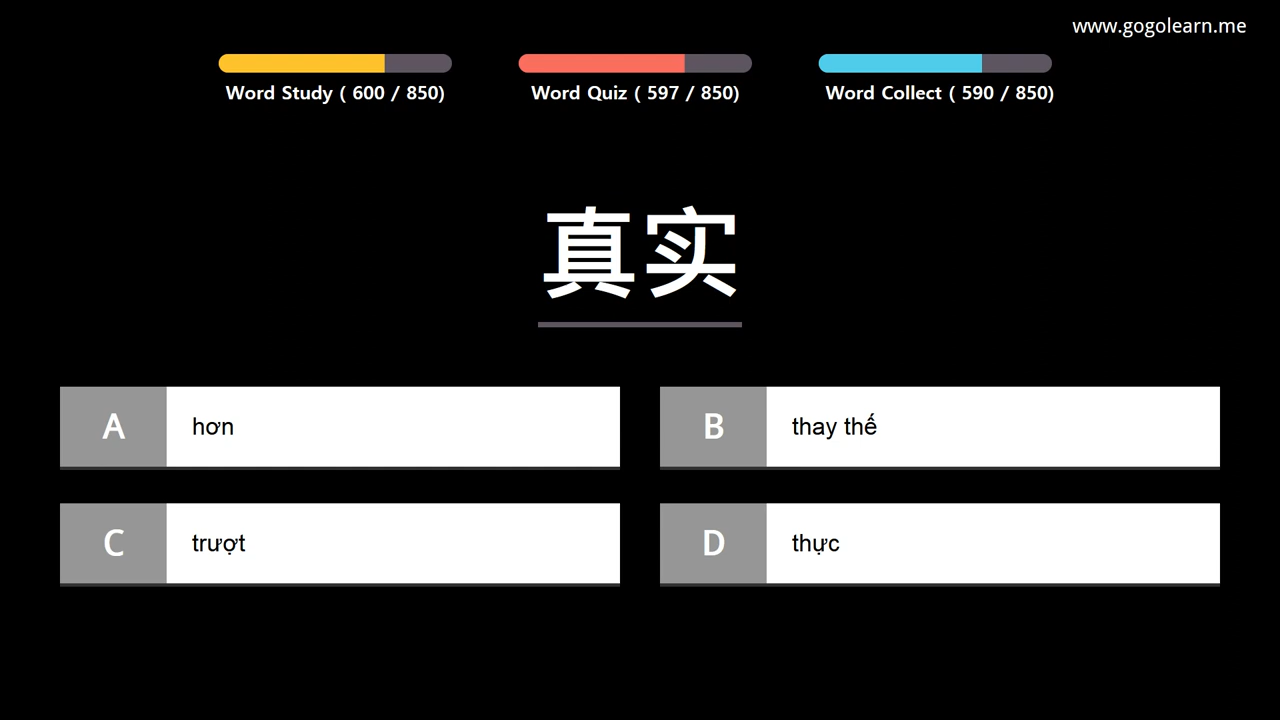 www.gogolearn.me
Word Study ( 600 / 850)
Word Quiz ( 597 / 850)
Word Collect ( 590 / 850)
真实
A
hơn
B
thay thế
C
trượt
D
thực